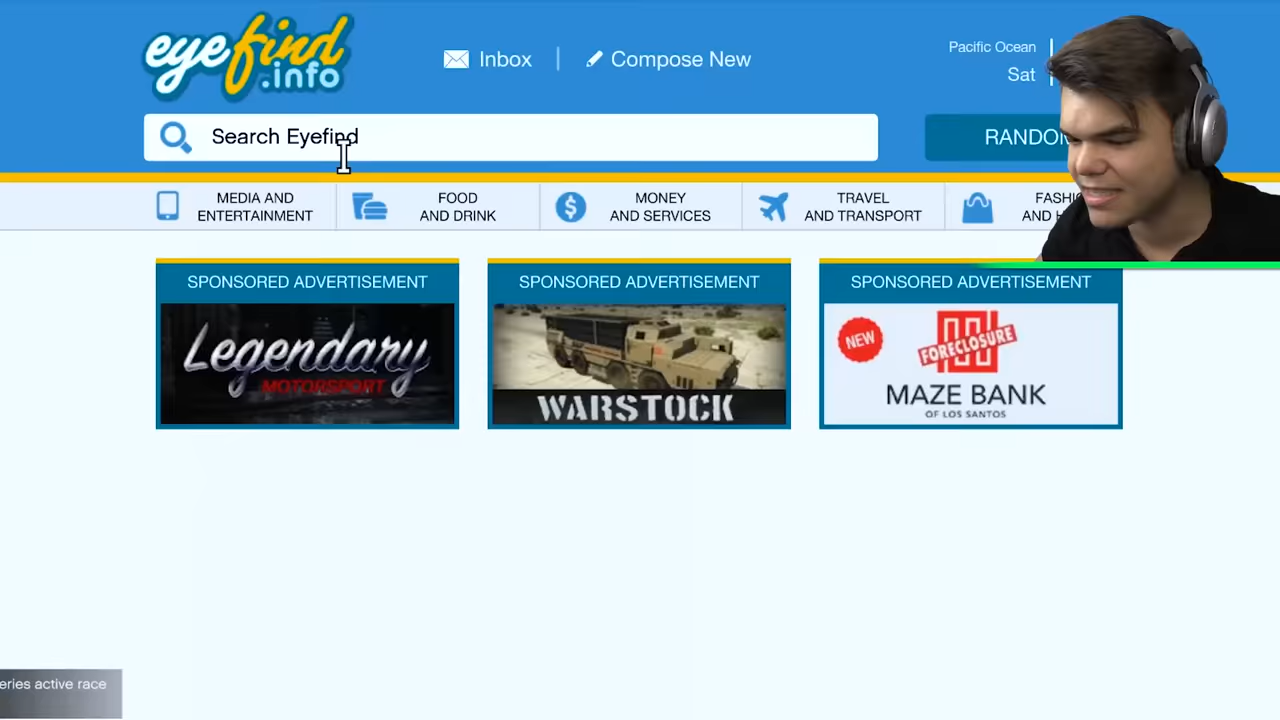 eyefind
.info
Inbox
Compose New
Pacific Ocean
Sat
Search Eyefind
MEDIA AND
ENTERTAINMENT
FOOD
AND DRINK
MONEY
AND SERVICES
TRAVEL
AND TRANSPORT
SPONSORED ADVERTISEMENT
Legendary
MOTORSPORT
SPONSORED ADVERTISEMENT
WARSTOCK
SPONSORED ADVERTISEMENT
NEW
FORECLOSURE
MAZE BANK
OF LOS SANTOS
eries active race